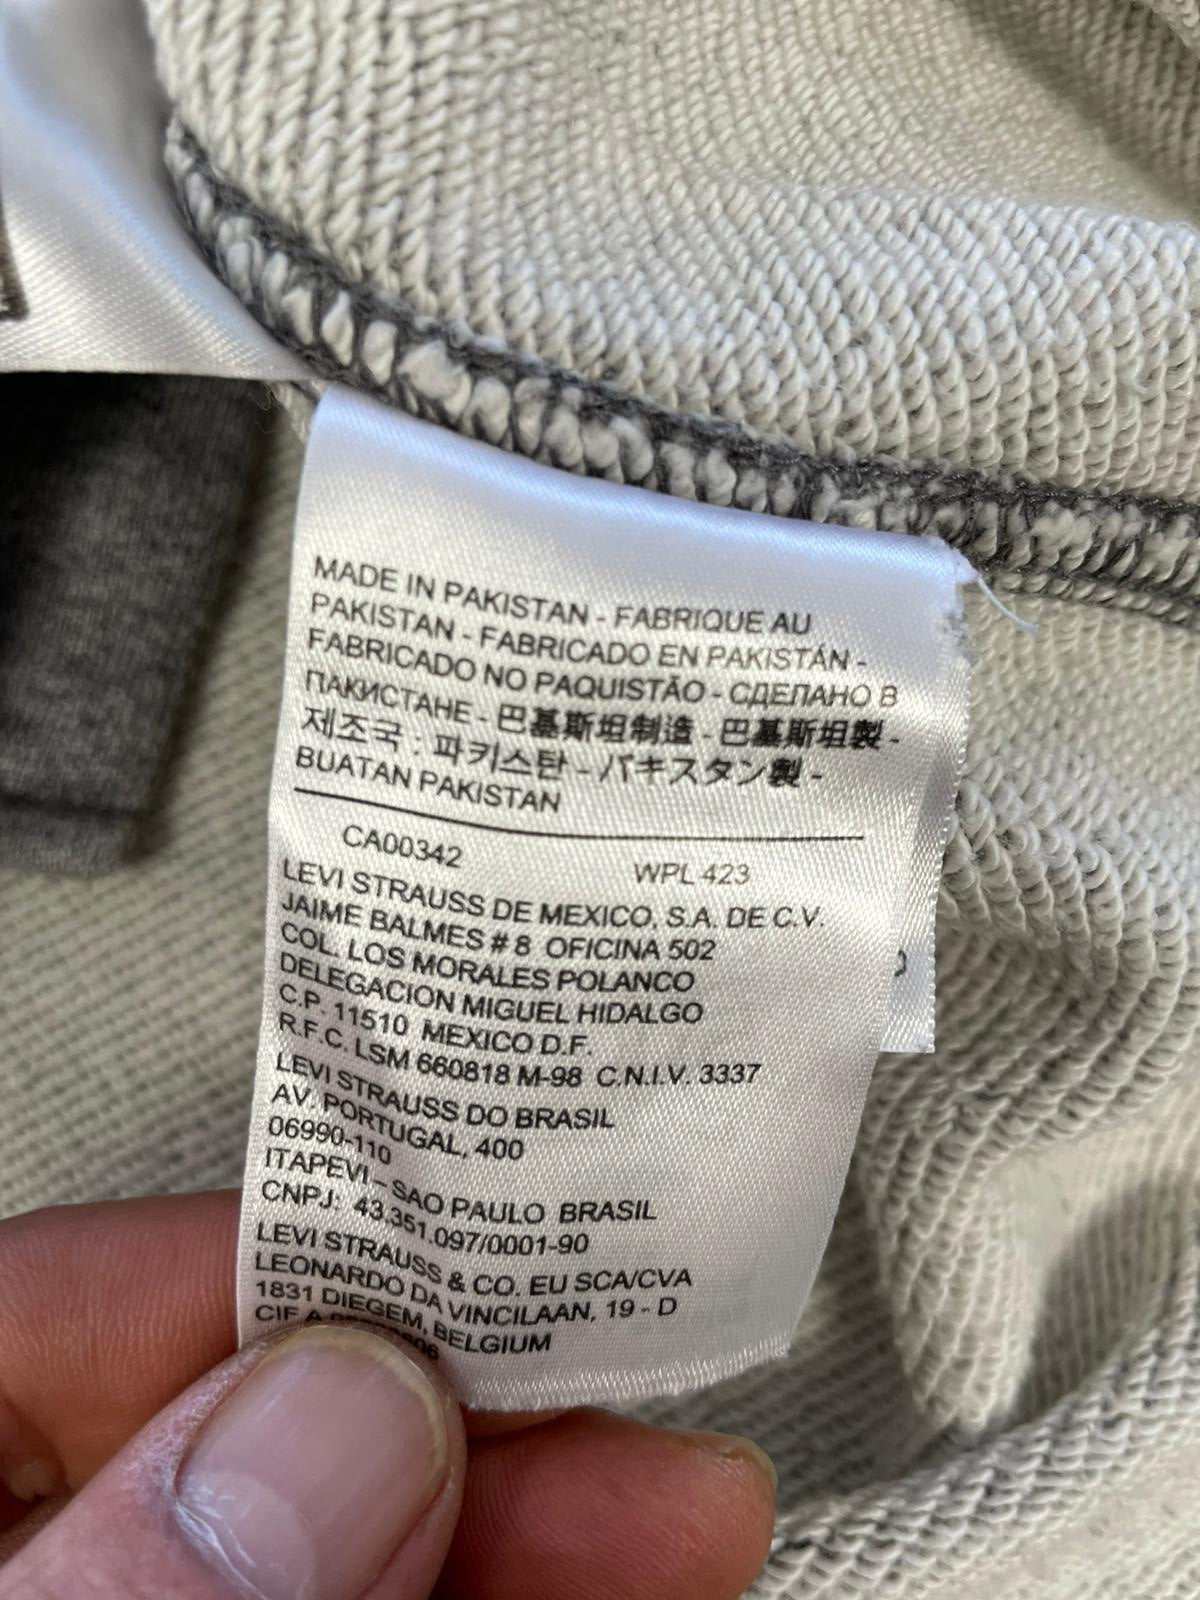 MADE IN PAKISTAN - FABRIQUE AU
PAKISTAN - FABRICADO EN PAKISTÁN -
FABRICADO NO PAQUISTÃO - СДЕПАНО В
ПАКИСТАНЕ - 巴基斯坦制造 - 巴基斯坦製 -
제조국 : 파키스탄 - パキスタン製 -
BUATAN PAKISTAN
CA00342 WPL 423
LEVI STRAUSS DE MEXICO, S.A. DE C.V.
JAIME BALMES # 8 OFICINA 502
COL. LOS MORALES POLANCO
DELEGACION MIGUEL HIDALGO
C.P. 11510 MEXICO D.F.
R.F.C. LSM 660818 M-98 C.N.I.V. 3337
LEVI STRAUSS DO BRASIL
AV. PORTUGAL, 400
06990-110
ITAPEVI - SAO PAULO BRASIL
CNPJ: 43.351.097/0001-90
LEVI STRAUSS & CO. EU SCA/CVA
LEONARDO DA VINCILAAN, 19 - D
1831 DIEGEM, BELGIUM
CIF